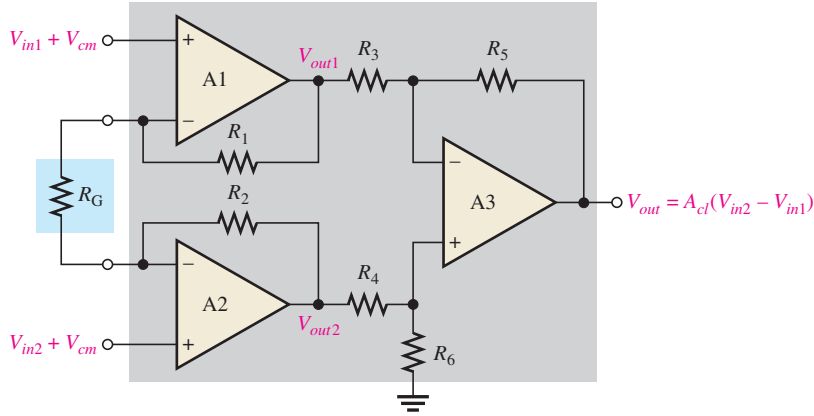 V_in1 + V_cm
+
A1
−
V_out1
R_3
R_5
R_1
R_G
R_2
−
A3
+
V_out = A_cl(V_in2 − V_in1)
−
A2
+
R_4
V_out2
V_in2 + V_cm
R_6